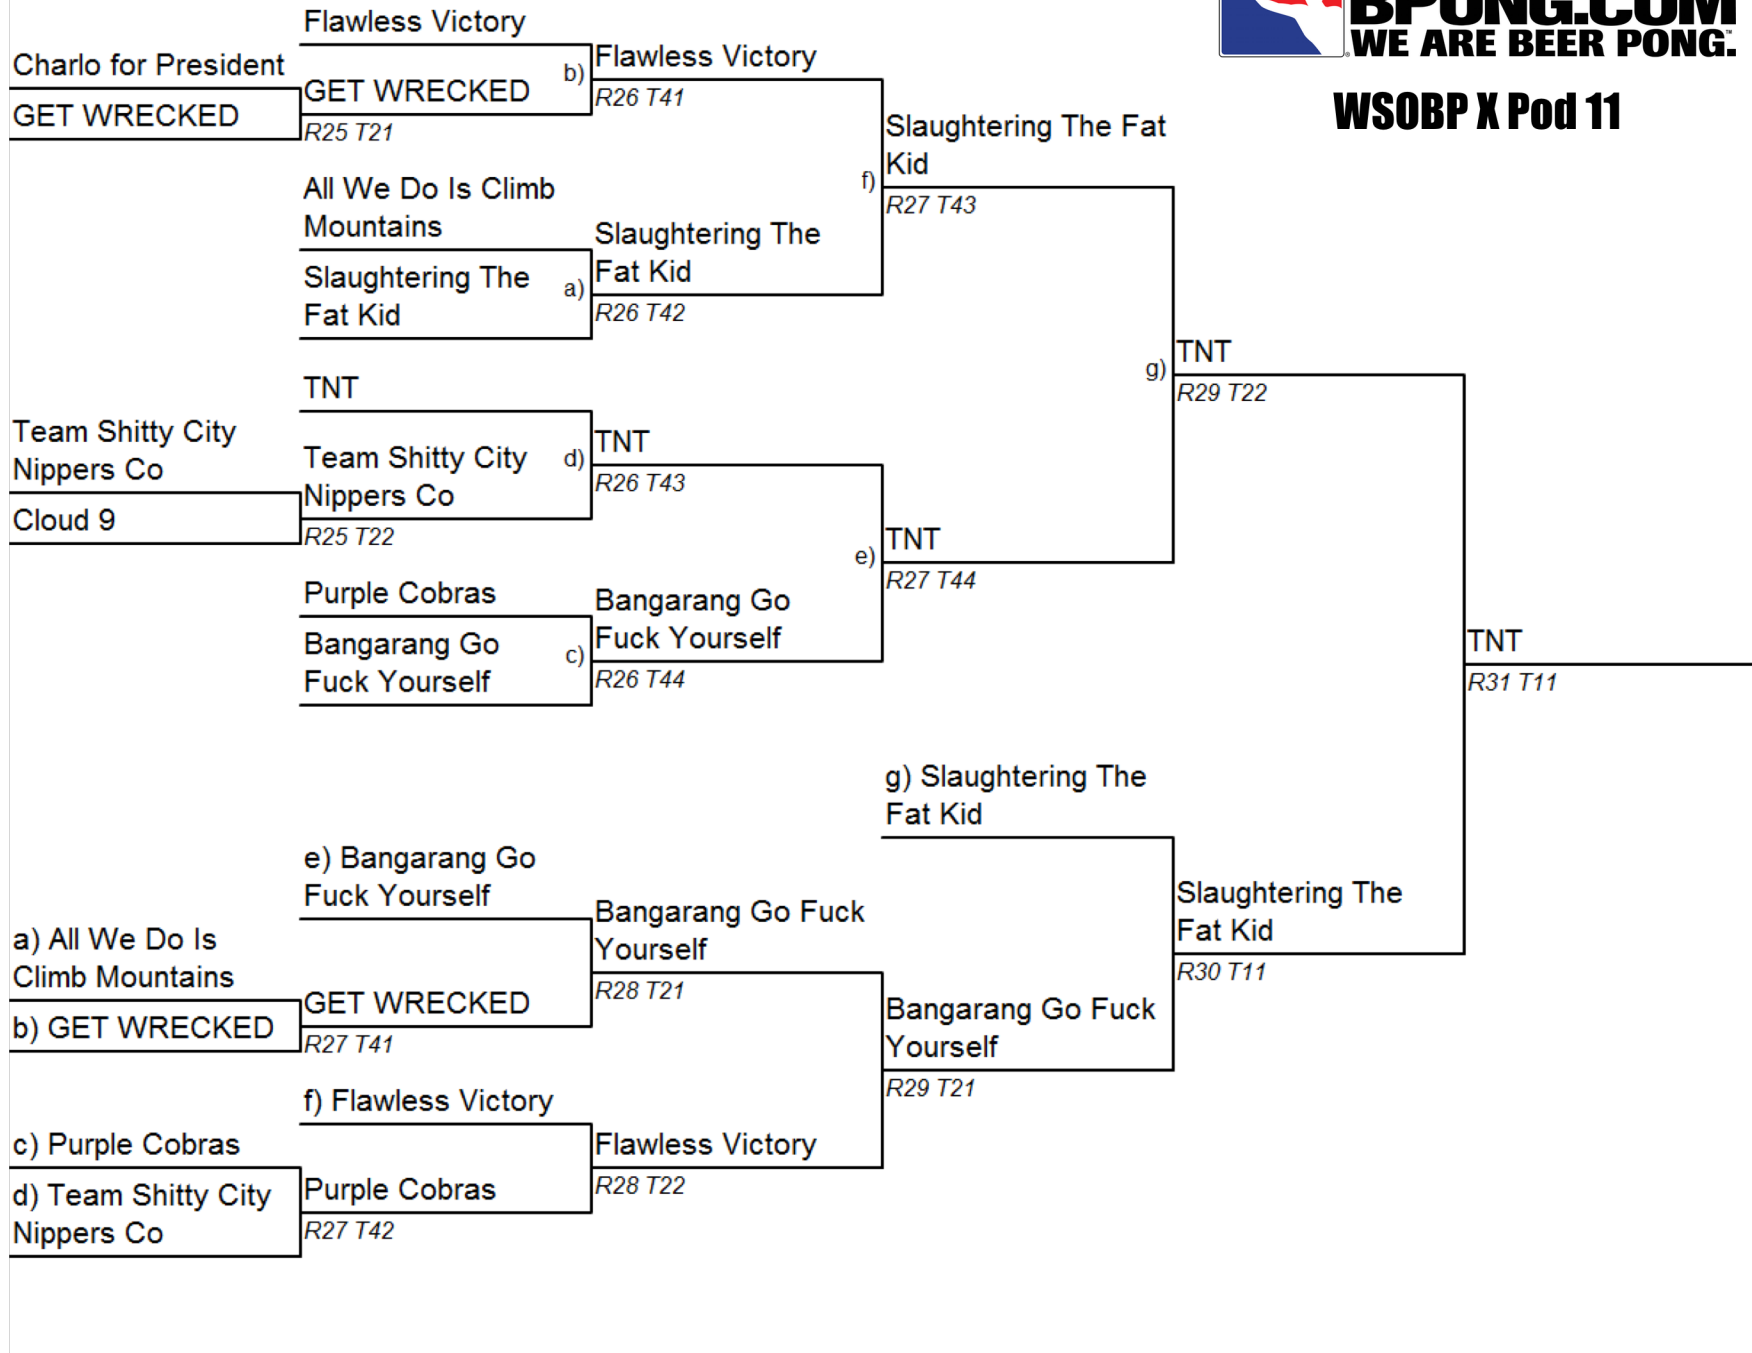 BPONG.COM
WE ARE BEER PONG.™
WSOBP X Pod 11
Charlo for President
GET WRECKED
Flawless Victory
GET WRECKED
R25 T21
b)
Flawless Victory
R26 T41
All We Do Is Climb
Mountains
Slaughtering The
Fat Kid
a)
Slaughtering The
Fat Kid
R26 T42
f)
Slaughtering The Fat
Kid
R27 T43
TNT
Team Shitty City
Nippers Co
Cloud 9
Team Shitty City
Nippers Co
R25 T22
d)
TNT
R26 T43
Purple Cobras
Bangarang Go
Fuck Yourself
c)
Bangarang Go
Fuck Yourself
R26 T44
e)
TNT
R27 T44
g)
TNT
R29 T22
TNT
R31 T11
g) Slaughtering The
Fat Kid
e) Bangarang Go
Fuck Yourself
a) All We Do Is
Climb Mountains
b) GET WRECKED
GET WRECKED
R27 T41
Bangarang Go Fuck
Yourself
R28 T21
f) Flawless Victory
c) Purple Cobras
d) Team Shitty City
Nippers Co
Purple Cobras
R27 T42
Flawless Victory
R28 T22
Bangarang Go Fuck
Yourself
R29 T21
Slaughtering The
Fat Kid
R30 T11